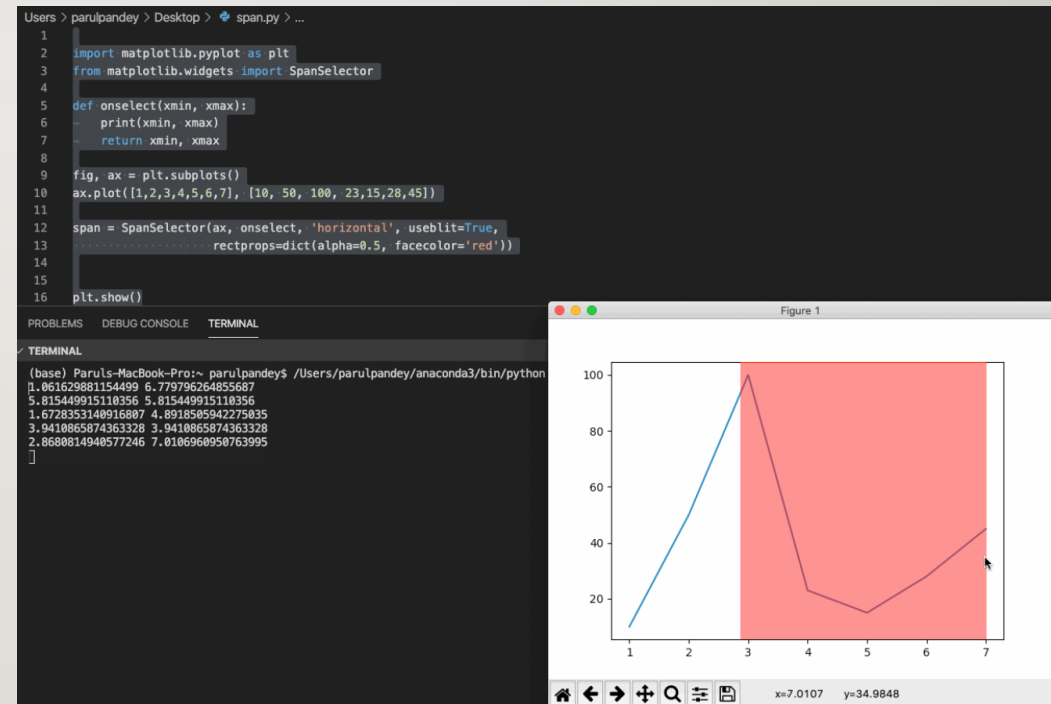 Users > parulpandey > Desktop > span.py > ...
1
2 import matplotlib.pyplot as plt
3 from matplotlib.widgets import SpanSelector
4
5 def onselect(xmin, xmax):
6 print(xmin, xmax)
7 return xmin, xmax
8
9 fig, ax = plt.subplots()
10 ax.plot([1,2,3,4,5,6,7], [10, 50, 100, 23,15,28,45])
11
12 span = SpanSelector(ax, onselect, 'horizontal', useblit=True,
13 rectprops=dict(alpha=0.5, facecolor='red'))
14
15
16 plt.show()
PROBLEMS DEBUG CONSOLE TERMINAL
TERMINAL
(base) Paruls-MacBook-Pro:~ parulpandey$ /Users/parulpandey/anaconda3/bin/python
1.061629881154499 6.779796264855687
5.815449915110356 5.815449915110356
1.6728353140916807 4.8918505942275035
3.9410865874363328 3.9410865874363328
2.8680814940577246 7.0106960950763995
Figure 1
100
80
60
40
20
1 2 3 4 5 6 7
x=7.0107 y=34.9848